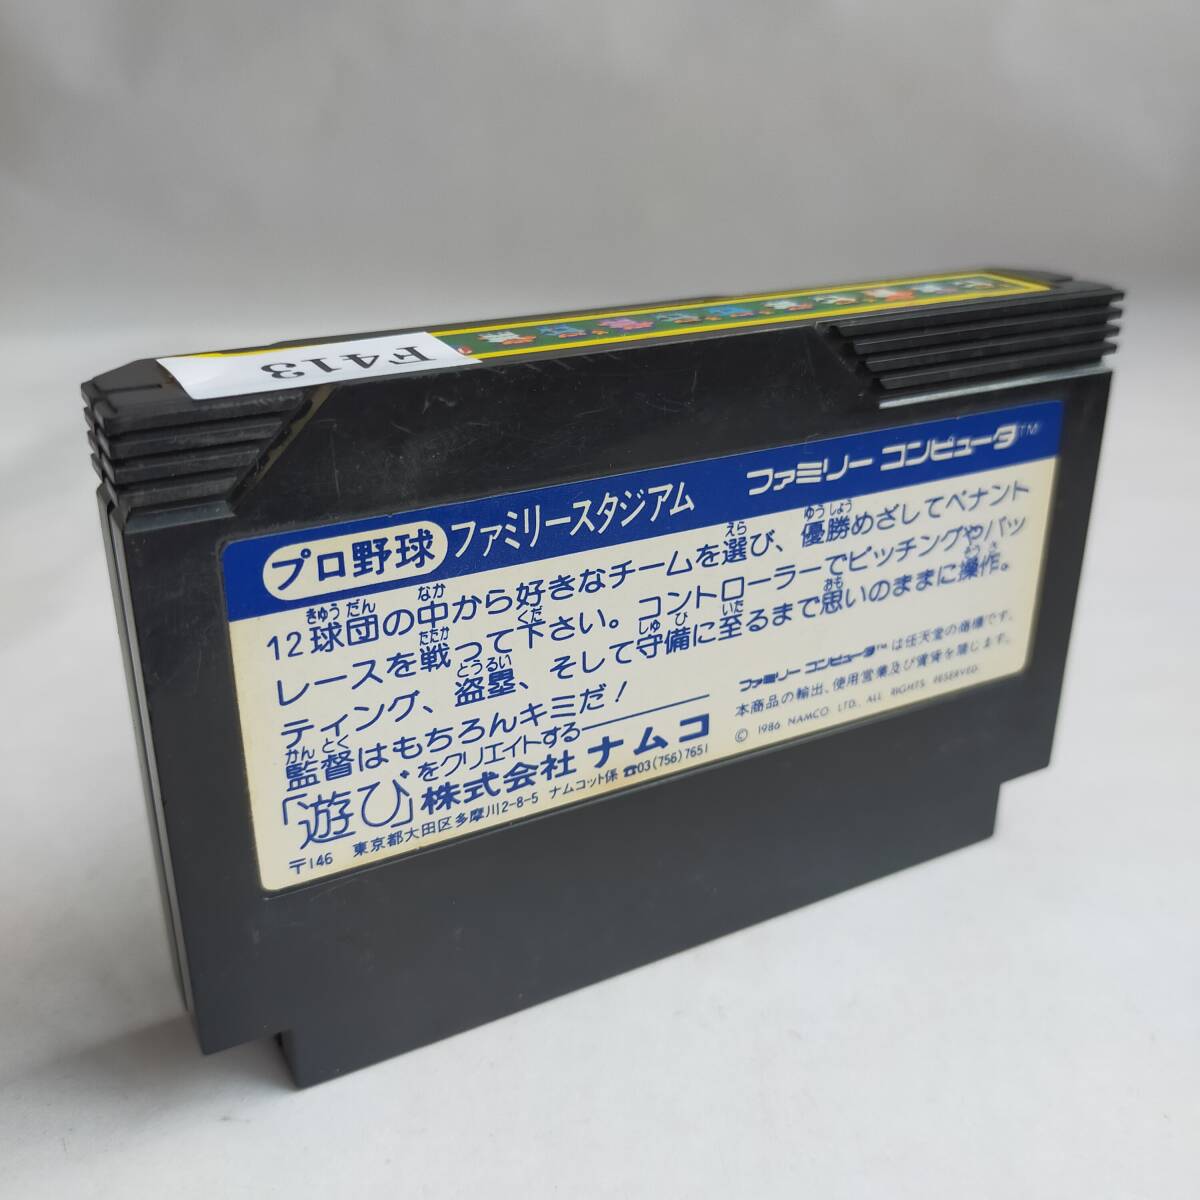 F413
プロ野球 ファミリースタジアム ファミリー コンピュータ™
12球団の中から好きなチームを選び、優勝めざしてペナント
レースを戦って下さい。コントローラーでピッチングやバッ
ティング、盗塁、そして守備に至るまで思いのままに操作。
監督はもちろんキミだ!
「遊び」をクリエイトする
株式会社 ナムコ
〒146 東京都大田区多摩川2-8-5 ナムコット係 ☎03(756)7651
ファミリー コンピュータ™は任天堂の商標です。
本商品の輸出、使用営業及び賃貸を禁じます。
© 1986 NAMCO LTD., ALL RIGHTS RESERVED.